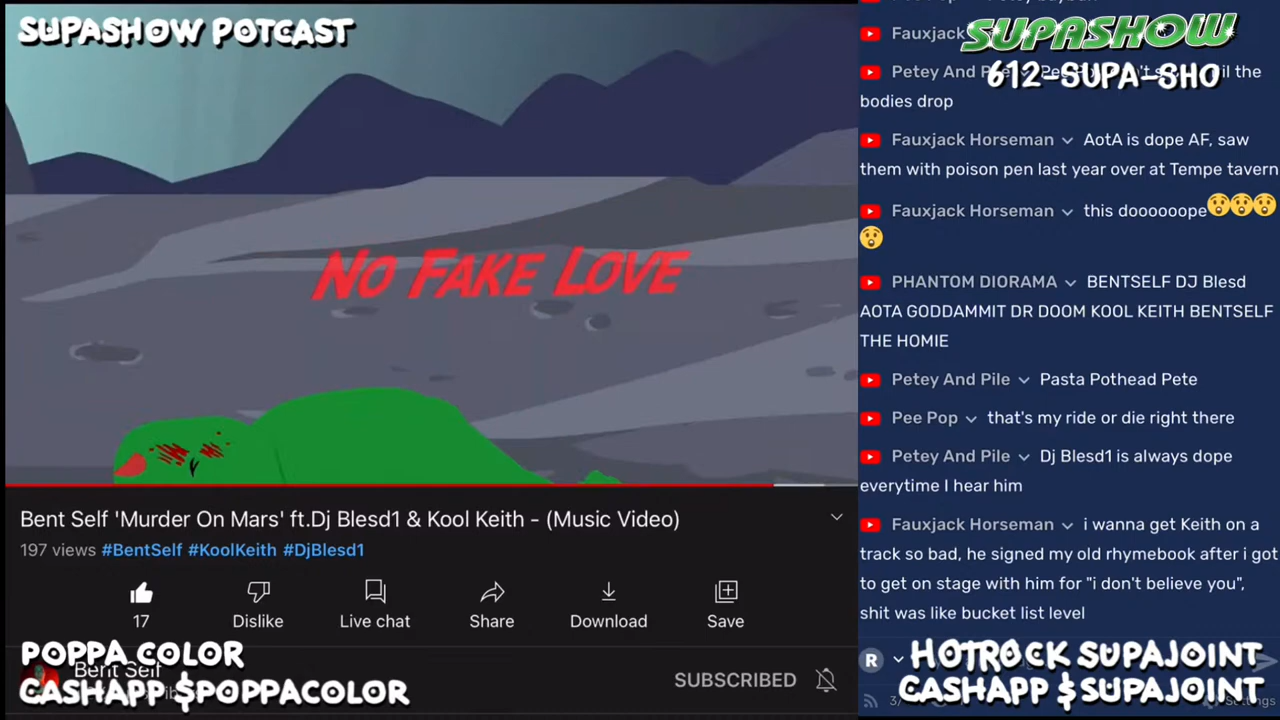 SUPASHOW POTCAST
NO FAKE LOVE
Bent Self 'Murder On Mars' ft.Dj Blesd1 & Kool Keith - (Music Video)
197 views #BentSelf #KoolKeith #DjBlesd1
17
Dislike
Live chat
Share
Download
Save
POPPA COLOR
Bent Self
CASHAPP $POPPACOLOR
SUBSCRIBED
Fauxjack
SUPASHOW
612-SUPA-SHO
Petey And
il the
bodies drop
Fauxjack Horseman AotA is dope AF, saw
them with poison pen last year over at Tempe tavern
Fauxjack Horseman this dooooooope
PHANTOM DIORAMA BENTSELF DJ Blesd
AOTA GODDAMMIT DR DOOM KOOL KEITH BENTSELF
THE HOMIE
Petey And Pile Pasta Pothead Pete
Pee Pop that's my ride or die right there
Petey And Pile Dj Blesd1 is always dope
everytime I hear him
Fauxjack Horseman i wanna get Keith on a
track so bad, he signed my old rhymebook after i got
to get on stage with him for "i don't believe you",
shit was like bucket list level
R
HOTROCK SUPAJOINT
CASHAPP $SUPAJOINT